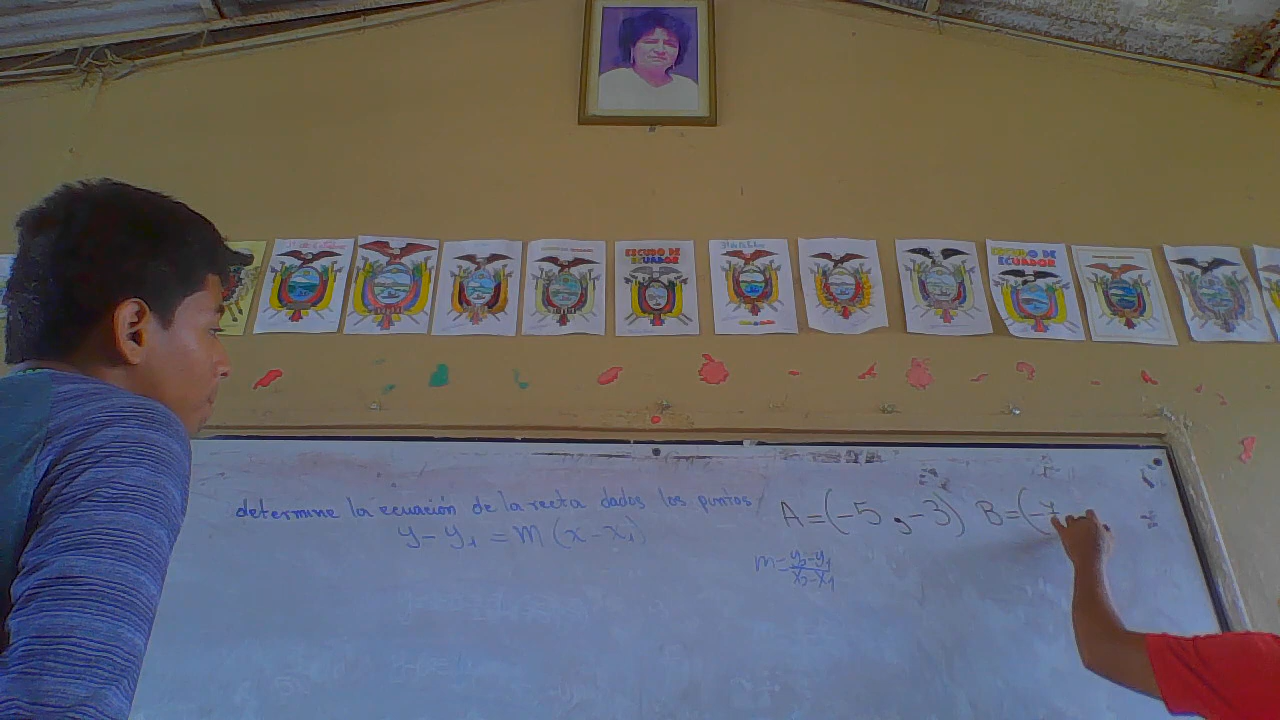 ESCUDO DE
ECUADOR
ESCUDO DE
ECUADOR
determine la ecuación de la recta dados los puntos A=(-5,-3) B=(-
y-y₁=m(x-x₁)
m=y₂-y₁
x₂-x₁